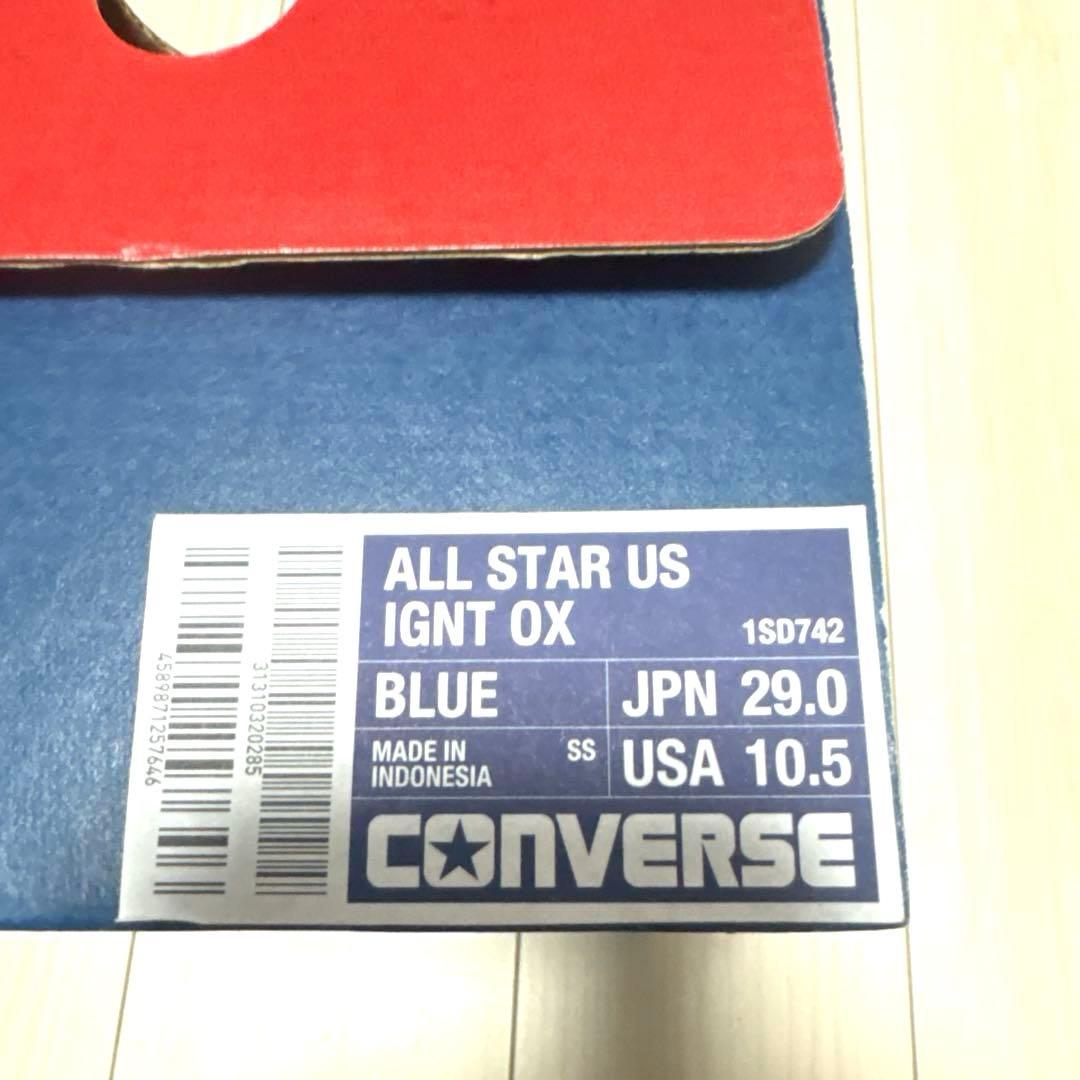 ALL STAR US
IGNT OX
1SD742
BLUE
JPN 29.0
MADE IN
INDONESIA
SS
USA 10.5
CONVERSE
4589871257646
31310320285